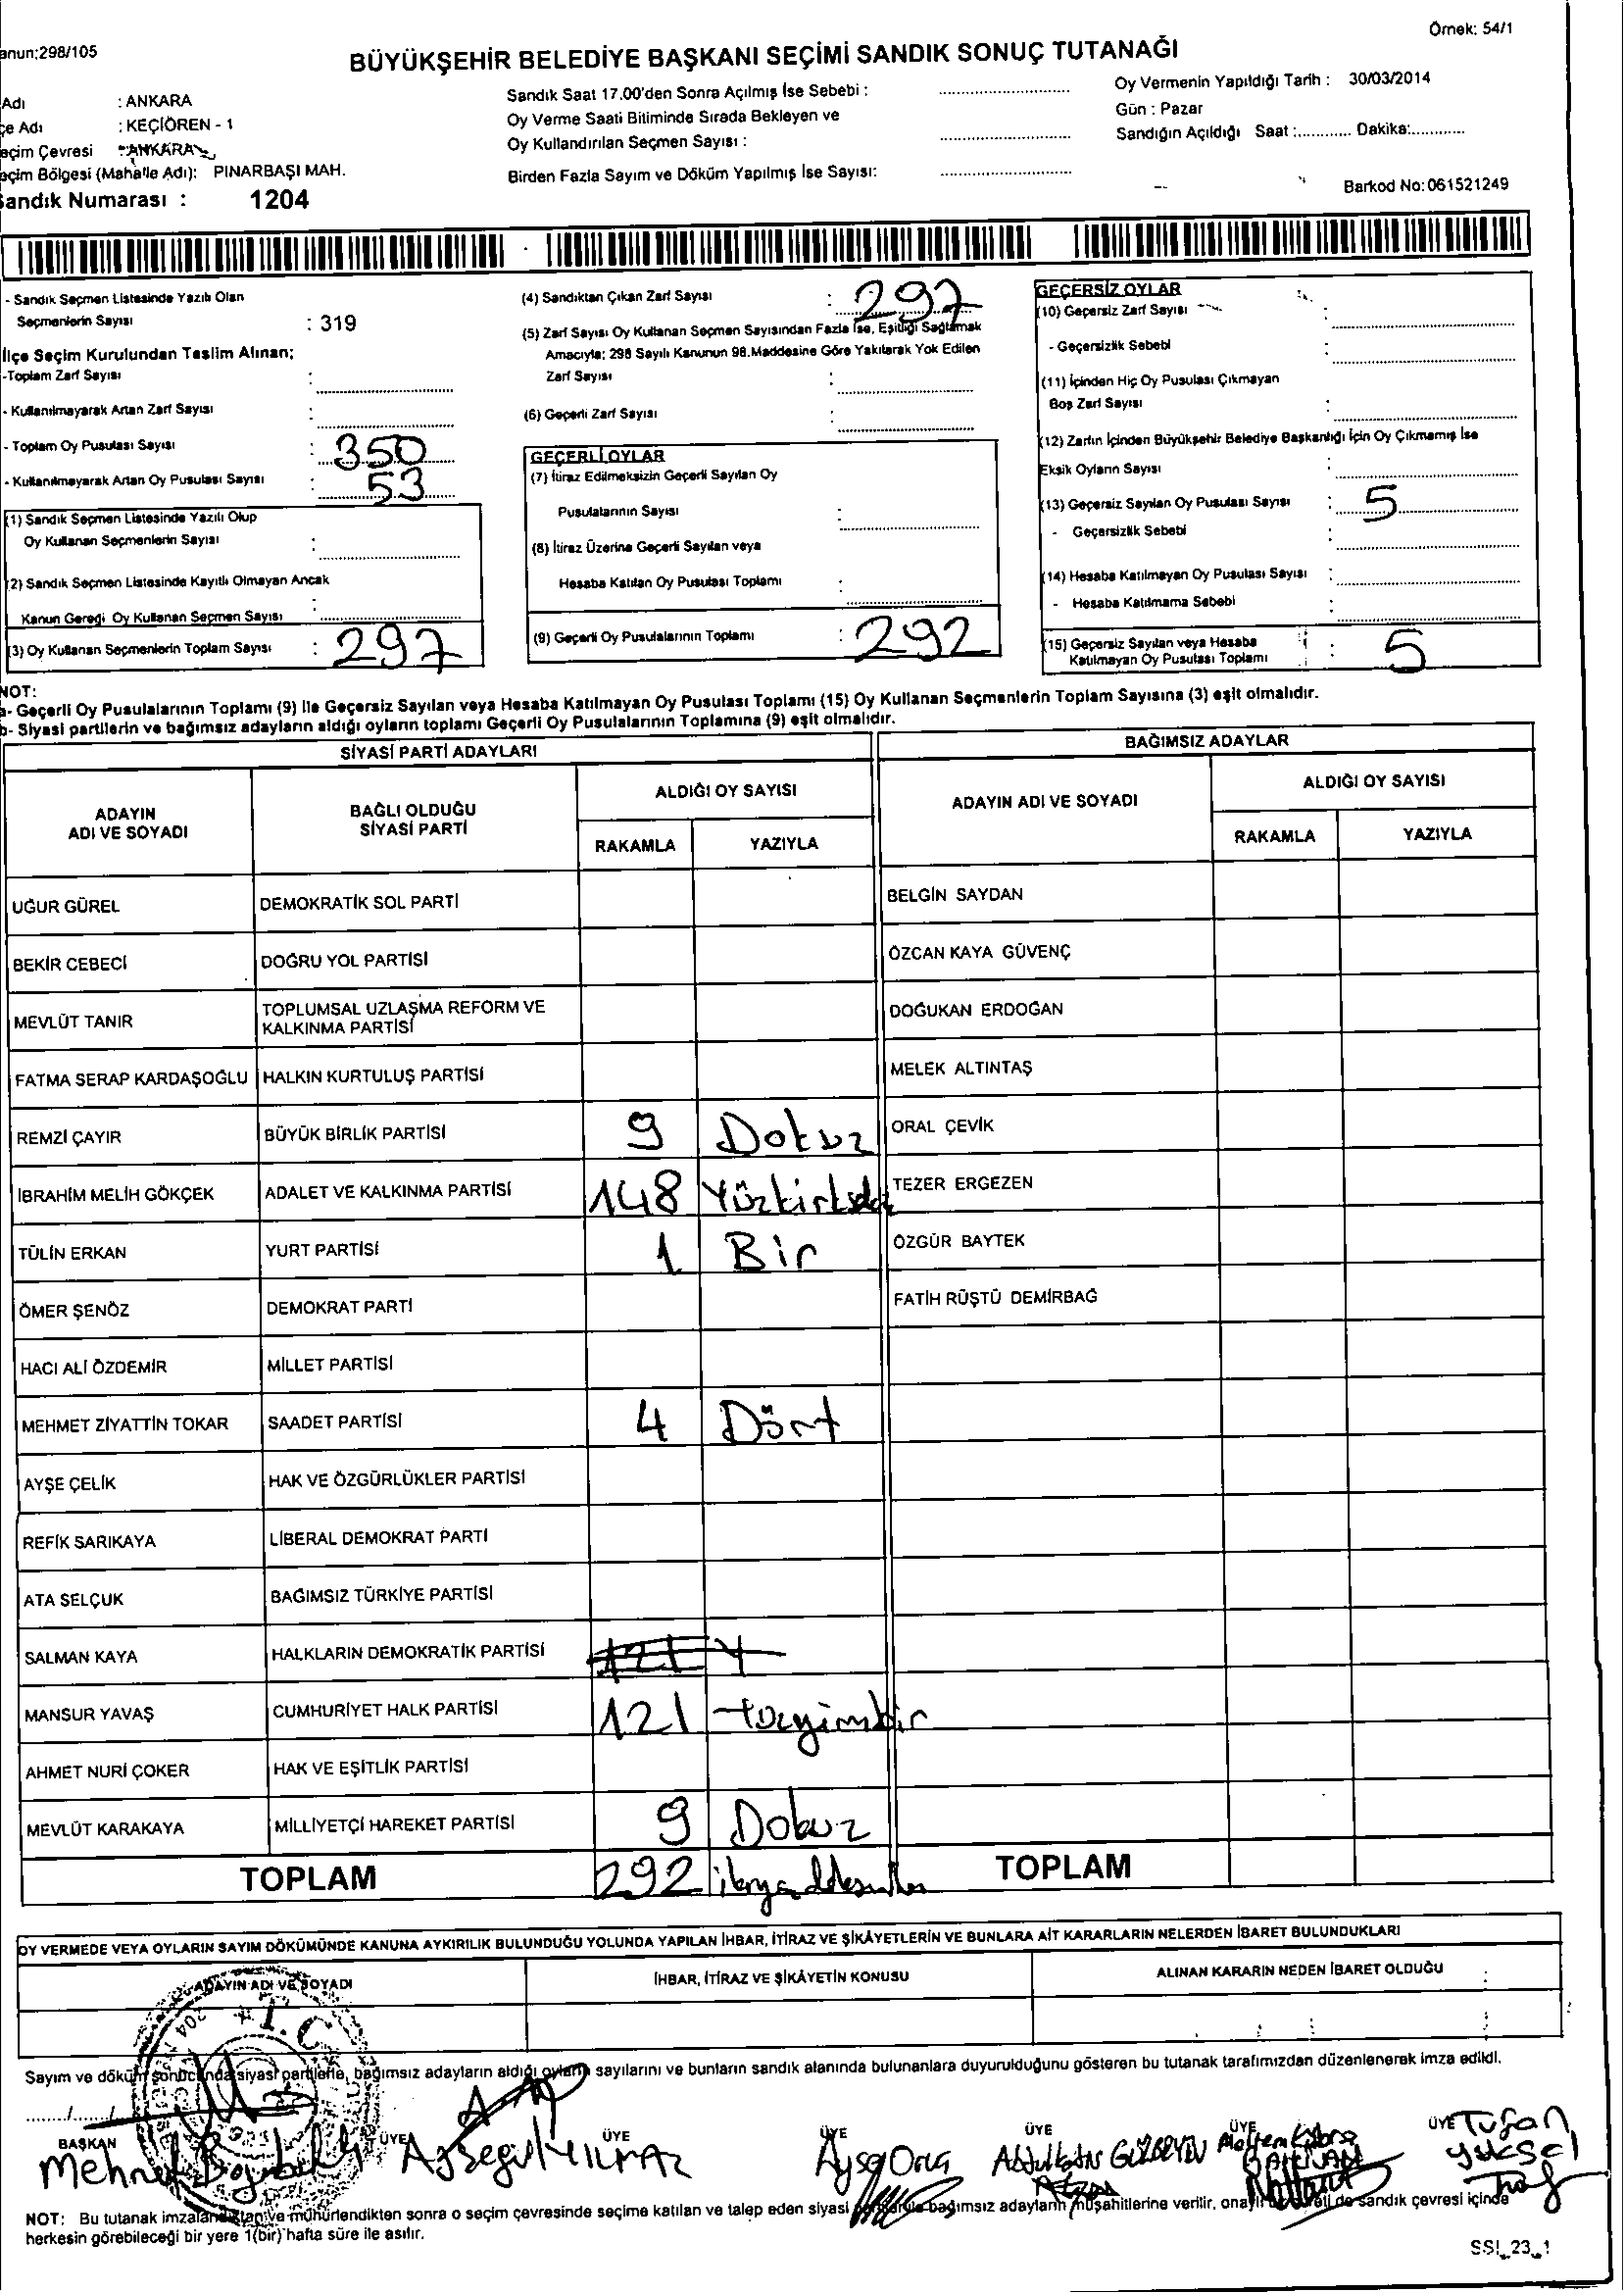 anun;298/105
Örnek: 54/1
BÜYÜKŞEHİR BELEDİYE BAŞKANI SEÇİMİ SANDIK SONUÇ TUTANAĞI
Adı : ANKARA
çe Adı : KEÇİÖREN - 1
eçim Çevresi : ANKARA
eçim Bölgesi (Mahalle Adı): PINARBAŞI MAH.
Sandık Numarası : 1204
Sandık Saat 17.00'den Sonra Açılmış İse Sebebi :
Oy Verme Saati Bitiminde Sırada Bekleyen ve
Oy Kullandırılan Seçmen Sayısı :
Birden Fazla Sayım ve Döküm Yapılmış İse Sayısı:
Oy Vermenin Yapıldığı Tarih : 30/03/2014
Gün : Pazar
Sandığın Açıldığı Saat :............ Dakika:............
Barkod No: 061521249
- Sandık Seçmen Listesinde Yazılı Olan
Seçmenlerin Sayısı : 319
İlçe Seçim Kurulundan Teslim Alınan;
-Toplam Zarf Sayısı :
- Kullanılmayarak Artan Zarf Sayısı :
- Toplam Oy Pusulası Sayısı : 350
- Kullanılmayarak Artan Oy Pusulası Sayısı : 53
(1) Sandık Seçmen Listesinde Yazılı Olup
Oy Kullanan Seçmenlerin Sayısı :
(2) Sandık Seçmen Listesinde Kayıtlı Olmayan Ancak
Kanun Geregi Oy Kullanan Seçmen Sayısı :
(3) Oy Kullanan Seçmenlerin Toplam Sayısı : 297
(4) Sandıktan Çıkan Zarf Sayısı : 297
(5) Zarf Sayısı Oy Kullanan Seçmen Sayısından Fazla İse, Eşitliği Sağlamak
Amacıyla; 298 Sayılı Kanunun 98.Maddesine Göre Yakılarak Yok Edilen
Zarf Sayısı :
(6) Geçerli Zarf Sayısı :
GEÇERLİ OYLAR
(7) İtiraz Edilmeksizin Geçerli Sayılan Oy
Pusulalarının Sayısı :
(8) İtiraz Üzerine Geçerli Sayılan veya
Hesaba Katılan Oy Pusulası Toplamı :
(9) Geçerli Oy Pusulalarının Toplamı : 292
GEÇERSİZ OYLAR
(10) Geçersiz Zarf Sayısı :
- Geçersizlik Sebebi :
(11) İçinden Hiç Oy Pusulası Çıkmayan
Boş Zarf Sayısı :
(12) Zarfın İçinden Büyükşehir Belediye Başkanlığı İçin Oy Çıkmamış İse
Eksik Oyların Sayısı :
(13) Geçersiz Sayılan Oy Pusulası Sayısı : 5
- Geçersizlik Sebebi :
(14) Hesaba Katılmayan Oy Pusulası Sayısı :
- Hesaba Katılmama Sebebi :
(15) Geçersiz Sayılan veya Hesaba
Katılmayan Oy Pusulası Toplamı : 5
NOT:
a- Geçerli Oy Pusulalarının Toplamı (9) ile Geçersiz Sayılan veya Hesaba Katılmayan Oy Pusulası Toplamı (15) Oy Kullanan Seçmenlerin Toplam Sayısına (3) eşit olmalıdır.
b- Siyasi partilerin ve bağımsız adayların aldığı oyların toplamı Geçerli Oy Pusulalarının Toplamına (9) eşit olmalıdır.
SİYASİ PARTİ ADAYLARI
BAĞIMSIZ ADAYLAR
ADAYIN ADI VE SOYADI
BAĞLI OLDUĞU SİYASİ PARTİ
ALDIĞI OY SAYISI
RAKAMLA YAZIYLA
ADAYIN ADI VE SOYADI
ALDIĞI OY SAYISI
RAKAMLA YAZIYLA
UĞUR GÜREL DEMOKRATİK SOL PARTİ BELGİN SAYDAN
BEKİR CEBECİ DOĞRU YOL PARTİSİ ÖZCAN KAYA GÜVENÇ
MEVLÜT TANIR TOPLUMSAL UZLAŞMA REFORM VE KALKINMA PARTİSİ DOĞUKAN ERDOĞAN
FATMA SERAP KARDAŞOĞLU HALKIN KURTULUŞ PARTİSİ MELEK ALTINTAŞ
REMZİ ÇAYIR BÜYÜK BİRLİK PARTİSİ 9 Dokuz ORAL ÇEVİK
İBRAHİM MELİH GÖKÇEK ADALET VE KALKINMA PARTİSİ 148 TEZER ERGEZEN
TÜLİN ERKAN YURT PARTİSİ 1 Bir ÖZGÜR BAYTEK
ÖMER ŞENÖZ DEMOKRAT PARTİ FATİH RÜŞTÜ DEMİRBAĞ
HACI ALİ ÖZDEMİR MİLLET PARTİSİ
MEHMET ZİYATTİN TOKAR SAADET PARTİSİ 4 Dört
AYŞE ÇELİK HAK VE ÖZGÜRLÜKLER PARTİSİ
REFİK SARIKAYA LİBERAL DEMOKRAT PARTİ
ATA SELÇUK BAĞIMSIZ TÜRKİYE PARTİSİ
SALMAN KAYA HALKLARIN DEMOKRATİK PARTİSİ
MANSUR YAVAŞ CUMHURİYET HALK PARTİSİ 121
AHMET NURİ ÇOKER HAK VE EŞİTLİK PARTİSİ
MEVLÜT KARAKAYA MİLLİYETÇİ HAREKET PARTİSİ 9 Dokuz
TOPLAM 292 TOPLAM
OY VERMEDE VEYA OYLARIN SAYIM DÖKÜMÜNDE KANUNA AYKIRILIK BULUNDUĞU YOLUNDA YAPILAN İHBAR, İTİRAZ VE ŞİKÂYETLERİN VE BUNLARA AİT KARARLARIN NELERDEN İBARET BULUNDUKLARI
ADAYIN ADI VE SOYADI İHBAR, İTİRAZ VE ŞİKÂYETİN KONUSU ALINAN KARARIN NEDEN İBARET OLDUĞU
T.C
Sayım ve döküm sonucunda siyasi partilerle, bağımsız adayların aldığı oyların sayılarını ve bunların sandık alanında bulunanlara duyurulduğunu gösteren bu tutanak tarafımızdan düzenlenerek imza edildi.
BAŞKAN ÜYE ÜYE ÜYE ÜYE ÜYE ÜYE
Mehmet Ayşegül YILMAZ Tufan
yüksel
NOT: Bu tutanak imzalandıktan ve mühürlendikten sonra o seçim çevresinde seçime katılan ve talep eden siyasi partilerle bağımsız adayların müşahitlerine verilir, sandık çevresi içinde
herkesin görebileceği bir yere 1(bir) hafta süre ile asılır.
SSI_23_1